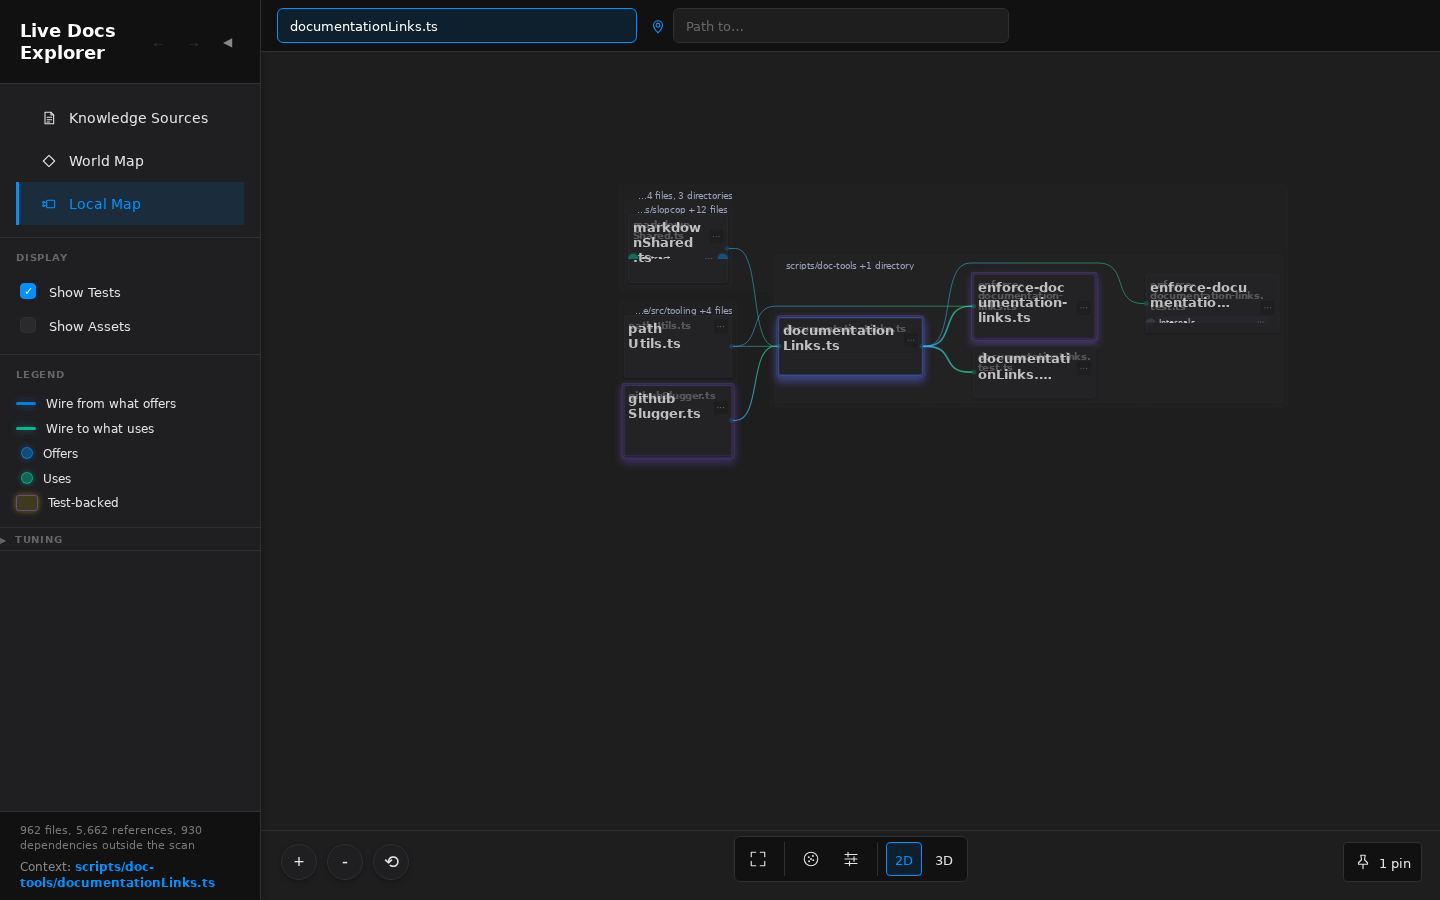 Live Docs
Explorer
documentationLinks.ts
Path to...
Knowledge Sources
World Map
Local Map
DISPLAY
✓ Show Tests
Show Assets
LEGEND
Wire from what offers
Wire to what uses
Offers
Uses
Test-backed
TUNING
962 files, 5,662 references, 930
dependencies outside the scan
Context: scripts/doc-
tools/documentationLinks.ts
...4 files, 3 directories
...s/slopcop +12 files
markdow
nShared
.ts
...e/src/tooling +4 files
path
Utils.ts
github
Slugger.ts
scripts/doc-tools +1 directory
documentation
Links.ts
enforce-doc
umentation-
links.ts
documentati
onLinks....
enforce-docu
mentatio...
Internals
+
-
2D
3D
1 pin